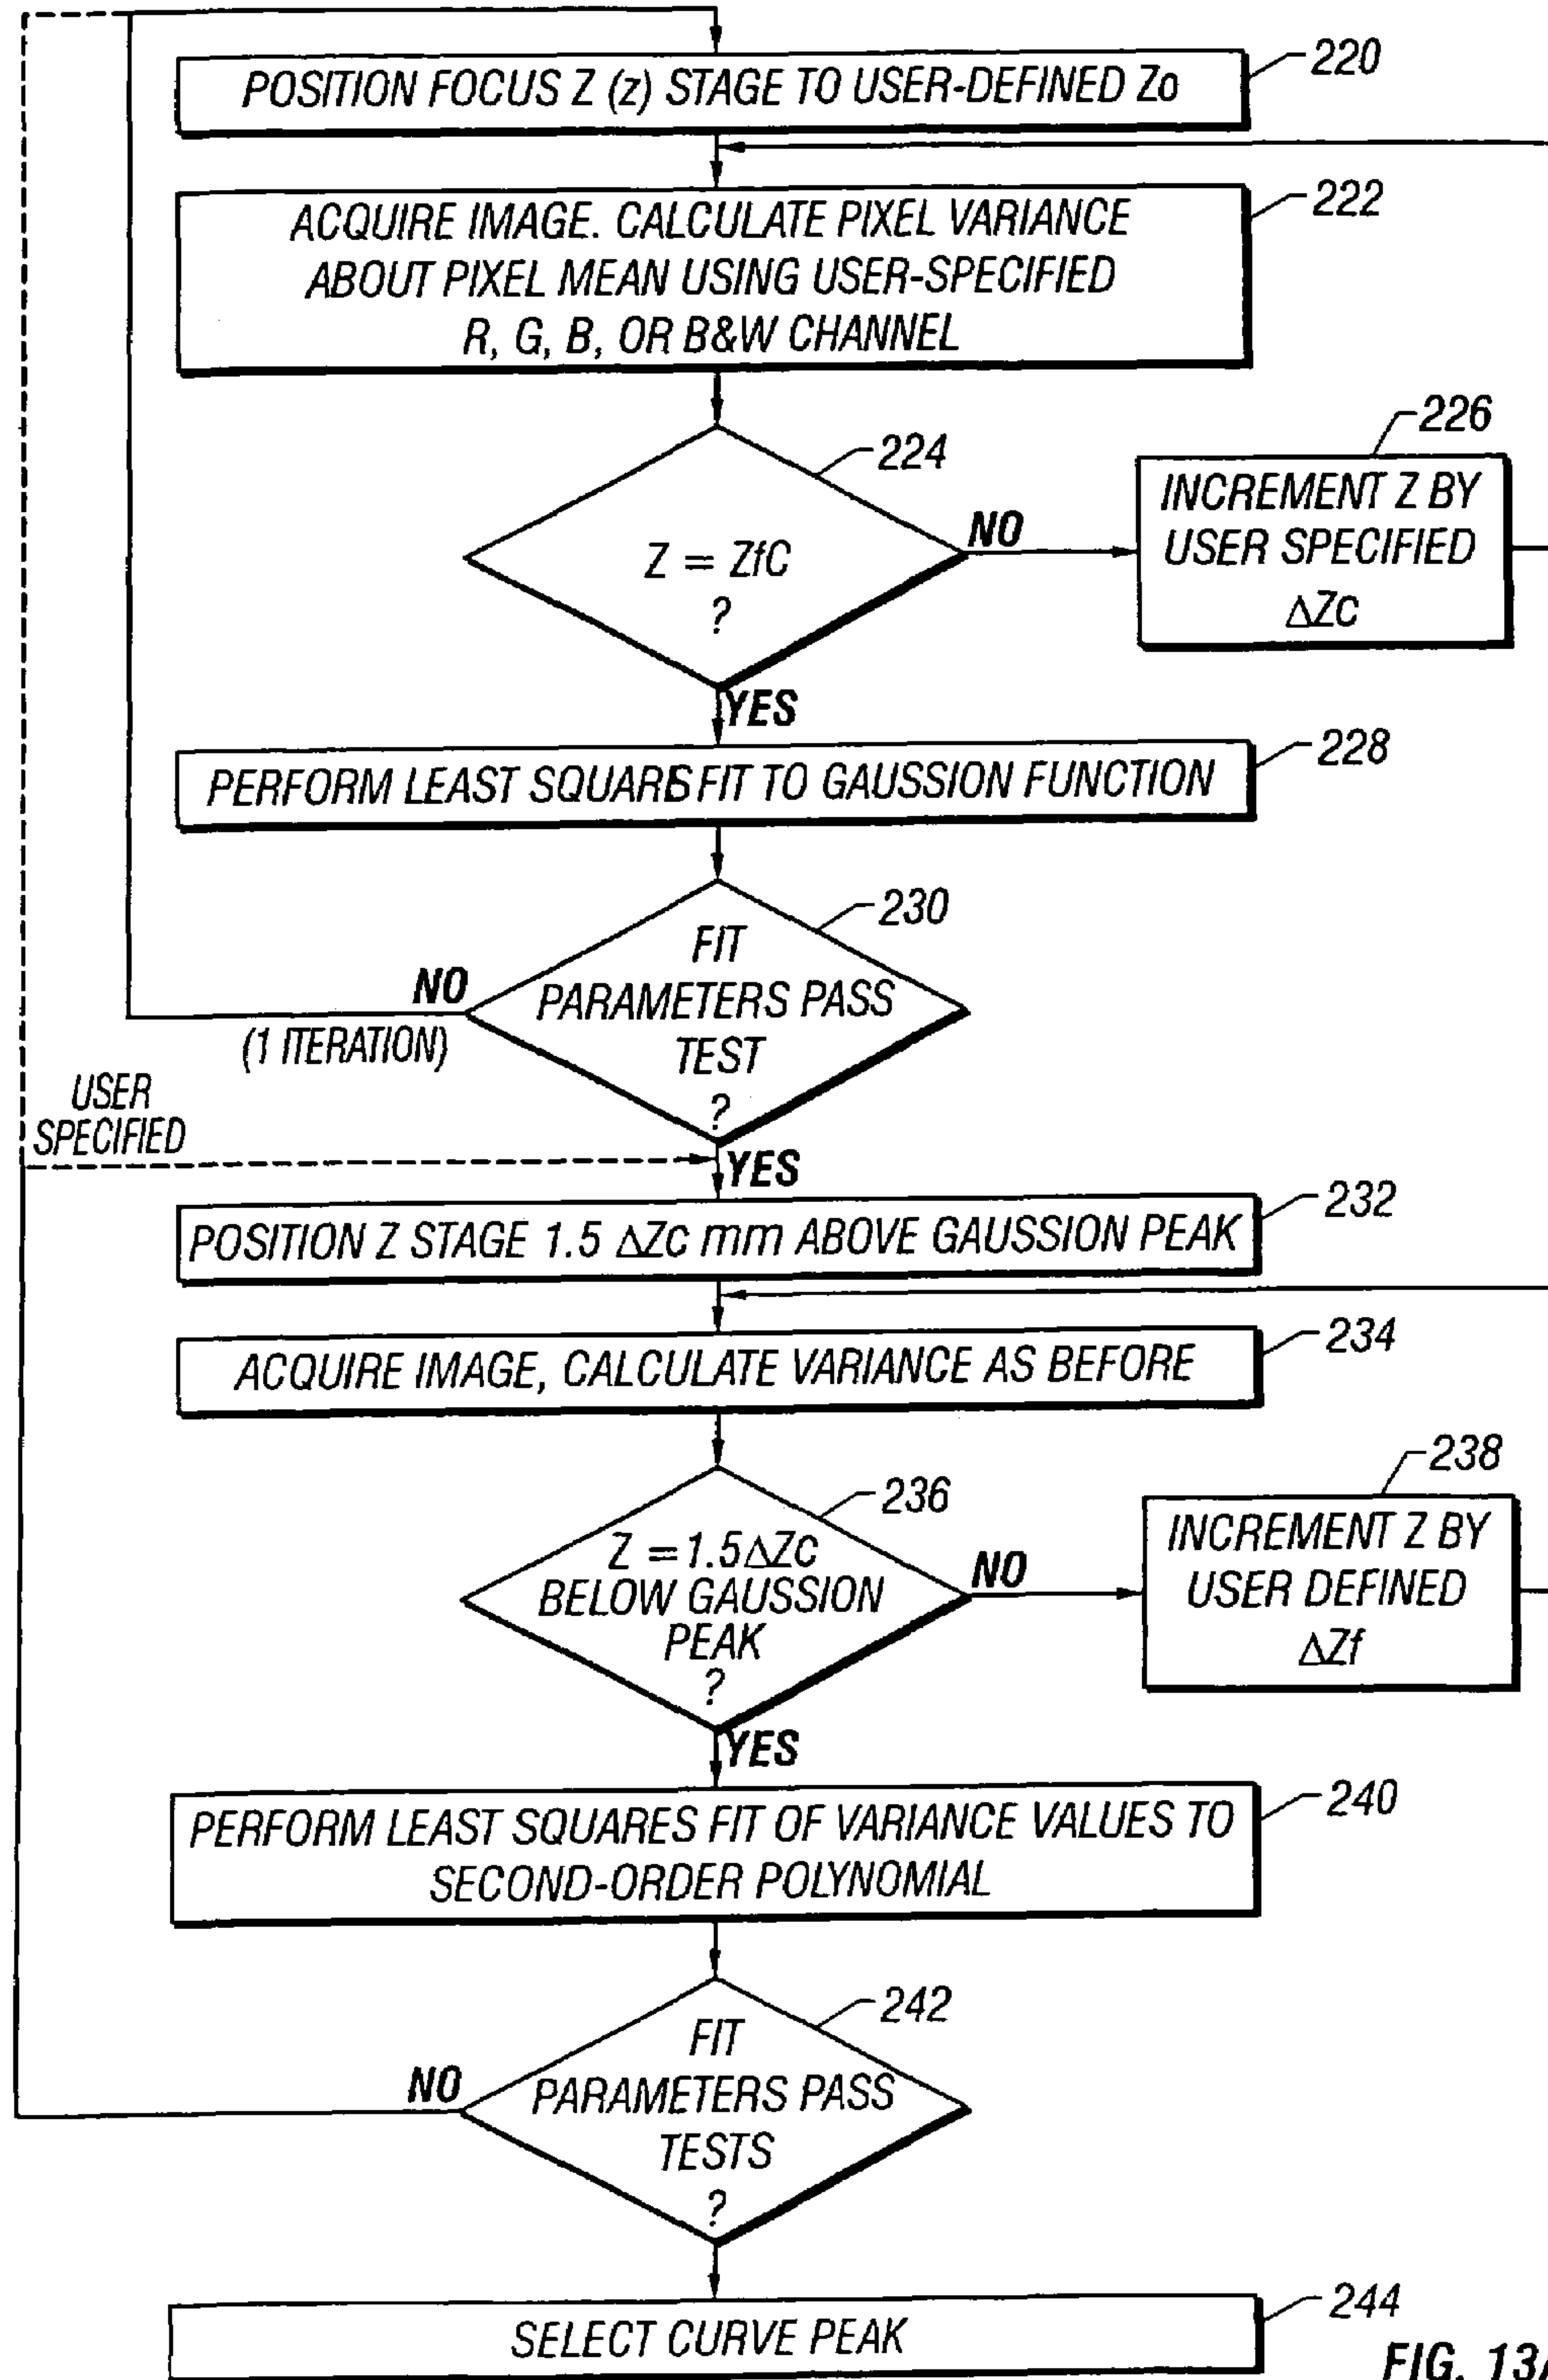 POSITION FOCUS Z (z) STAGE TO USER-DEFINED Zo
220
ACQUIRE IMAGE. CALCULATE PIXEL VARIANCE
ABOUT PIXEL MEAN USING USER-SPECIFIED
R, G, B, OR B&W CHANNEL
222
224
Z = ZfC
?
NO
226
INCREMENT Z BY
USER SPECIFIED
ΔZc
YES
PERFORM LEAST SQUARES FIT TO GAUSSION FUNCTION
228
230
FIT
PARAMETERS PASS
TEST
?
NO
(1 ITERATION)
USER
SPECIFIED
YES
POSITION Z STAGE 1.5 ΔZc mm ABOVE GAUSSION PEAK
232
ACQUIRE IMAGE, CALCULATE VARIANCE AS BEFORE
234
236
Z = 1.5ΔZc
BELOW GAUSSION
PEAK
?
NO
238
INCREMENT Z BY
USER DEFINED
ΔZf
YES
PERFORM LEAST SQUARES FIT OF VARIANCE VALUES TO
SECOND-ORDER POLYNOMIAL
240
242
FIT
PARAMETERS PASS
TESTS
?
NO
SELECT CURVE PEAK
244
FIG. 13A